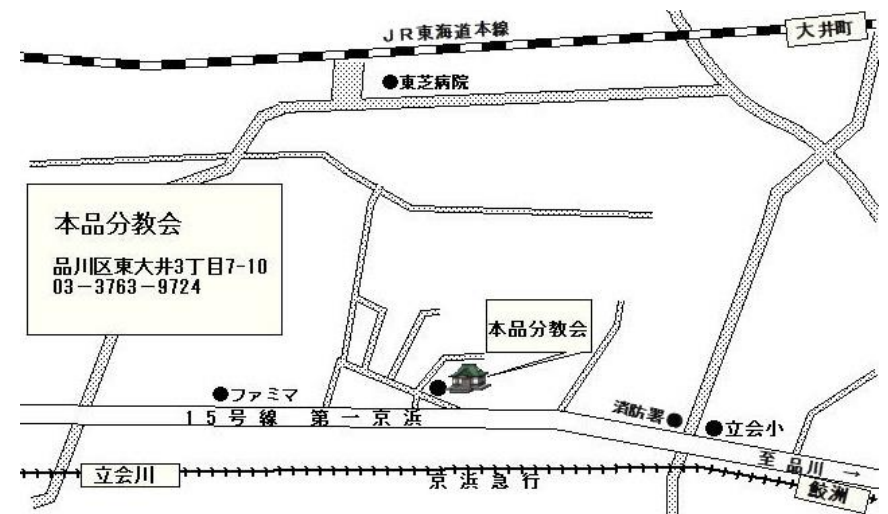 JR東海道本線
大井町
東芝病院
本品分教会
品川区東大井3丁目7-10
03-3763-9724
本品分教会
ファミマ
消防署
立会小
15号線 第一京浜
至 品川 →
立会川
京浜急行
鮫洲